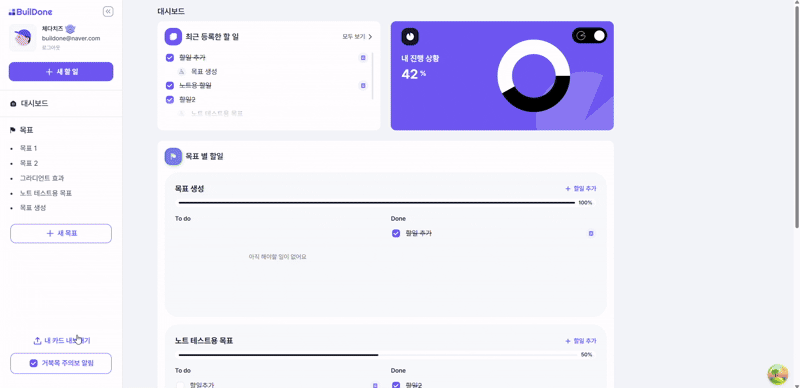 BuilDone
체다치즈
buildone@naver.com
로그아웃
+ 새 할 일
대시보드
목표
목표 1
목표 2
그라디언트 효과
노트 테스트용 목표
목표 생성
+ 새 목표
내 카드 내보내기
거북목 주의보 알림
대시보드
최근 등록한 할 일
모두 보기 >
할일 추가
목표 생성
노트용 할일
할일2
노트 테스트용 목표
내 진행 상황
42 %
목표 별 할일
목표 생성
+ 할일 추가
100%
To do
Done
아직 해야할 일이 없어요
할일 추가
노트 테스트용 목표
+ 할일 추가
50%
To do
Done
할일추가
할일2